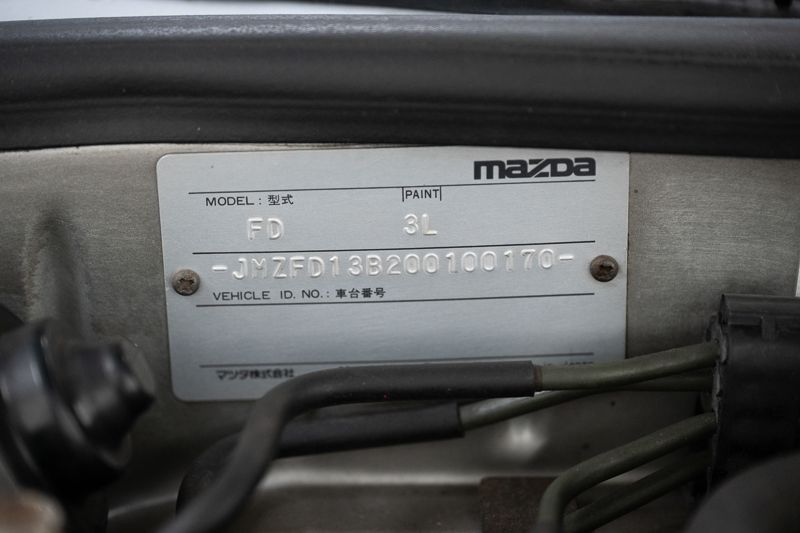 mazda
MODEL: 型式 PAINT
FD 3L
-JMZFD13B200100170-
VEHICLE ID. NO.: 車台番号
マツダ株式会社